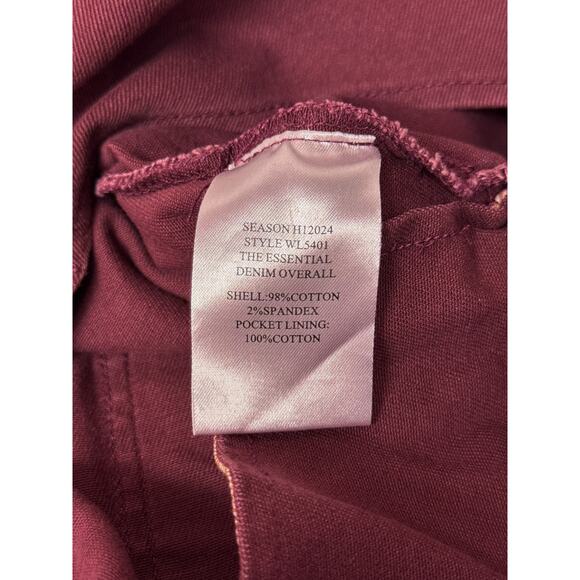 SEASON H12024
STYLE WL5401
THE ESSENTIAL
DENIM OVERALL
SHELL:98%COTTON
2%SPANDEX
POCKET LINING:
100%COTTON